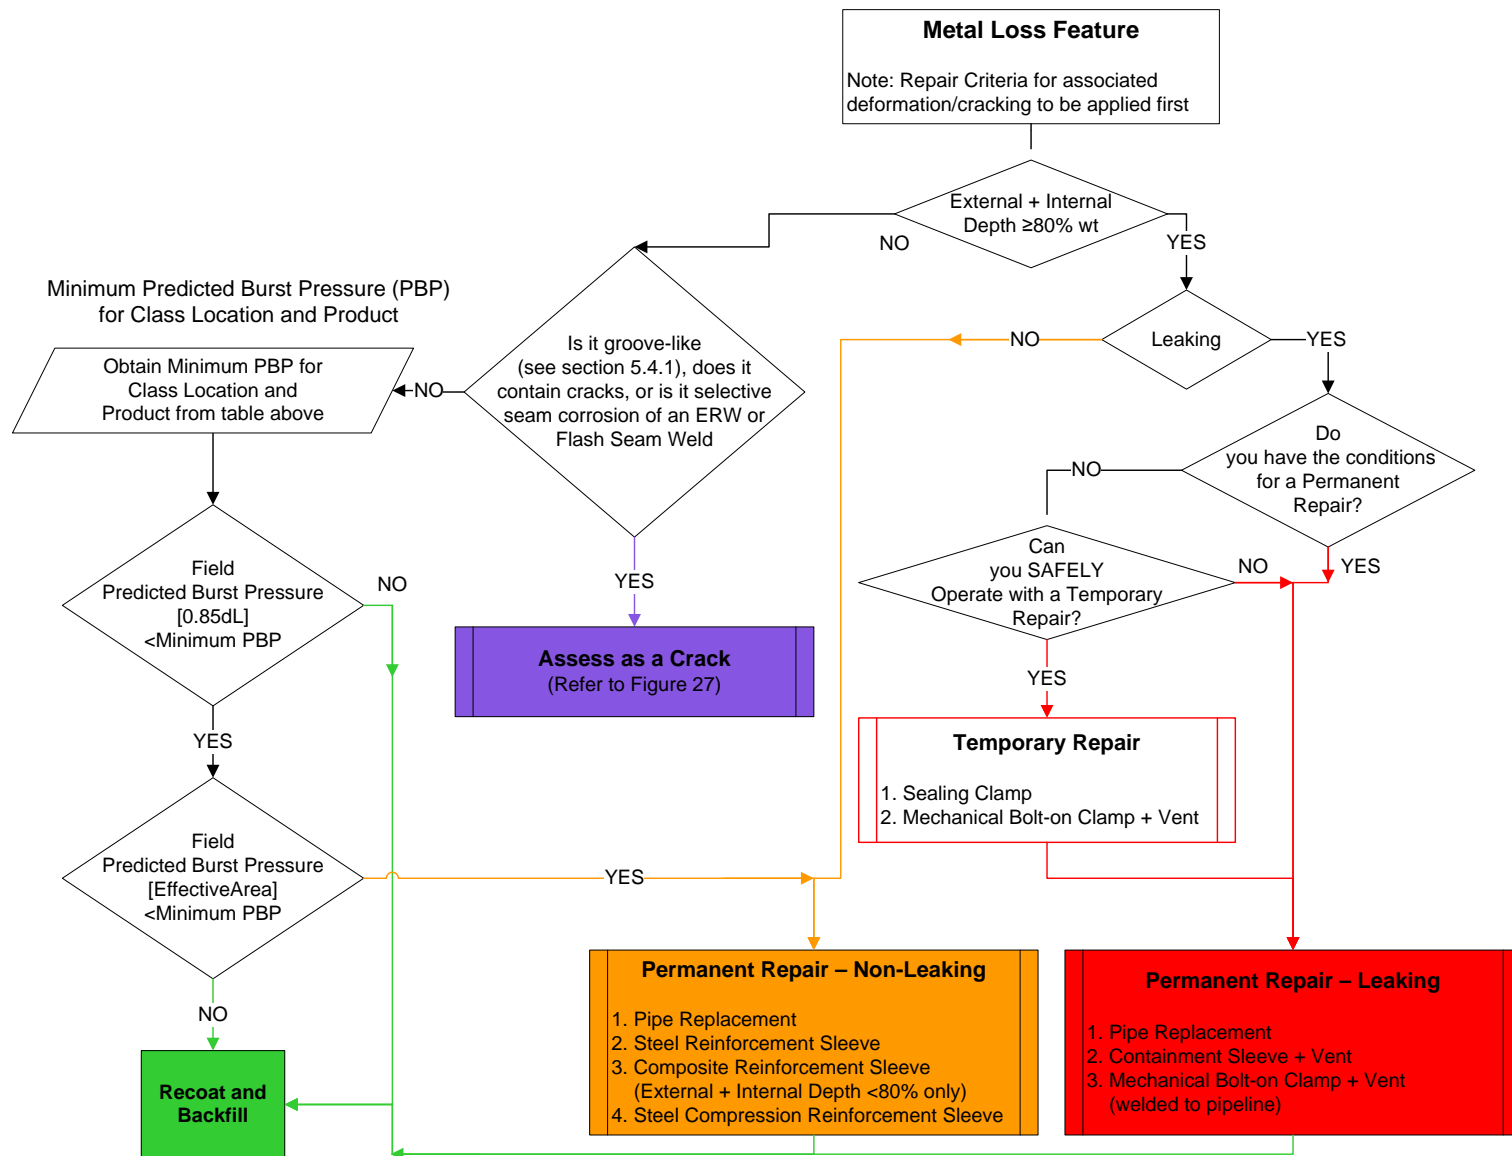 Metal Loss Feature
Note: Repair Criteria for associated
deformation/cracking to be applied first
External + Internal
Depth ≥80% wt
NO
YES
Minimum Predicted Burst Pressure (PBP)
for Class Location and Product
Is it groove-like
(see section 5.4.1), does it
contain cracks, or is it selective
seam corrosion of an ERW or
Flash Seam Weld
Leaking
NO
YES
Obtain Minimum PBP for
Class Location and
Product from table above
NO
Do
you have the conditions
for a Permanent
Repair?
NO
YES
Can
you SAFELY
Operate with a Temporary
Repair?
NO
YES
Field
Predicted Burst Pressure
[0.85dL]
<Minimum PBP
NO
YES
YES
Assess as a Crack
(Refer to Figure 27)
Temporary Repair
1. Sealing Clamp
2. Mechanical Bolt-on Clamp + Vent
Field
Predicted Burst Pressure
[EffectiveArea]
<Minimum PBP
YES
NO
Permanent Repair – Non-Leaking
1. Pipe Replacement
2. Steel Reinforcement Sleeve
3. Composite Reinforcement Sleeve
(External + Internal Depth <80% only)
4. Steel Compression Reinforcement Sleeve
Permanent Repair – Leaking
1. Pipe Replacement
2. Containment Sleeve + Vent
3. Mechanical Bolt-on Clamp + Vent
(welded to pipeline)
Recoat and
Backfill